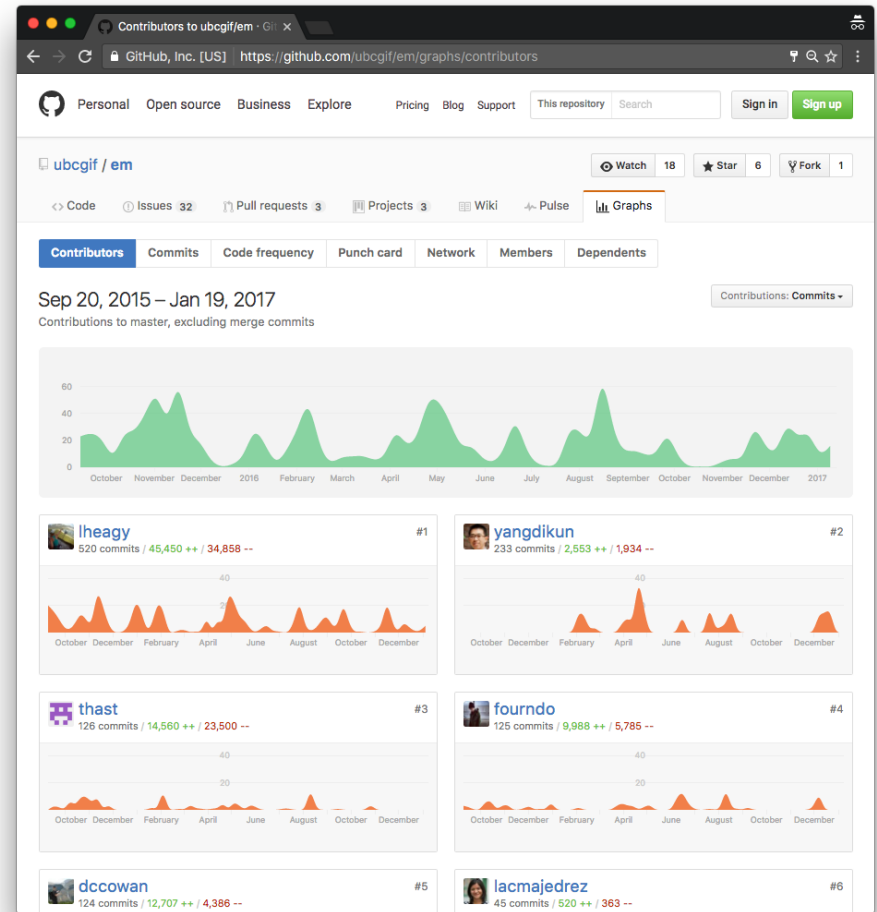 Contributors to ubcgif/em · Git
GitHub, Inc. [US] https://github.com/ubcgif/em/graphs/contributors
Personal Open source Business Explore Pricing Blog Support This repository Search Sign in Sign up
ubcgif / em Watch 18 Star 6 Fork 1
Code Issues 32 Pull requests 3 Projects 3 Wiki Pulse Graphs
Contributors Commits Code frequency Punch card Network Members Dependents
Sep 20, 2015 – Jan 19, 2017 Contributions: Commits
Contributions to master, excluding merge commits
60
40
20
0
October November December 2016 February March April May June July August September October November December 2017
lheagy #1
520 commits / 45,450 ++ / 34,858 --
40
20
October December February April June August October December
yangdikun #2
233 commits / 2,553 ++ / 1,934 --
40
October December February April June August October December
thast #3
126 commits / 14,560 ++ / 23,500 --
40
20
October December February April June August October December
fourndo #4
125 commits / 9,988 ++ / 5,785 --
40
20
October December February April June August October December
dccowan #5
124 commits / 12,707 ++ / 4,386 --
lacmajedrez #6
45 commits / 520 ++ / 363 --